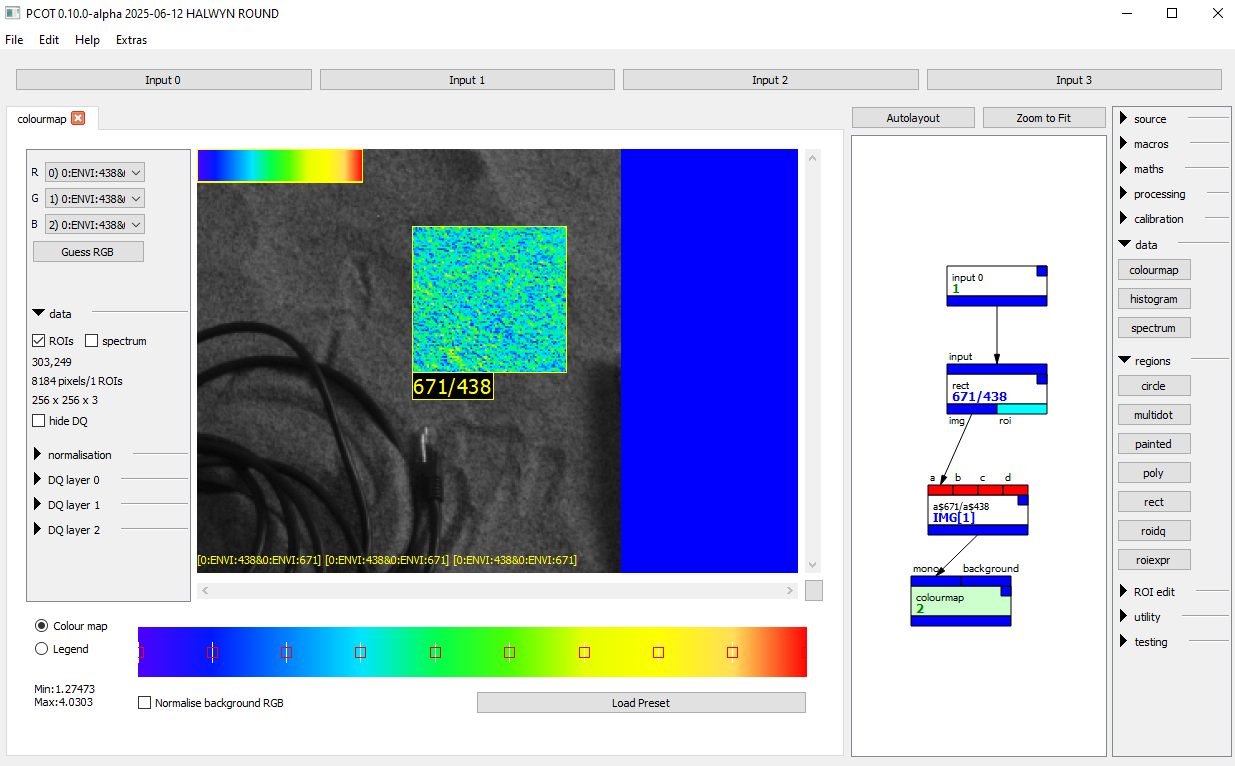 PCOT 0.10.0-alpha 2025-06-12 HALWYN ROUND
File Edit Help Extras
Input 0 Input 1 Input 2 Input 3
colourmap
Autolayout Zoom to Fit
R 0) 0:ENVI:438&(
G 1) 0:ENVI:438&(
B 2) 0:ENVI:438&(
Guess RGB
data
ROIs spectrum
303,249
8184 pixels/1 ROIs
256 x 256 x 3
hide DQ
normalisation
DQ layer 0
DQ layer 1
DQ layer 2
671/438
[0:ENVI:438&0:ENVI:671] [0:ENVI:438&0:ENVI:671] [0:ENVI:438&0:ENVI:671]
Colour map
Legend
Min:1.27473
Max:4.0303
Normalise background RGB
Load Preset
input 0
1
input
rect
671/438
img roi
a b c d
a$671/a$438
IMG[1]
mono background
colourmap
2
source
macros
maths
processing
calibration
data
colourmap
histogram
spectrum
regions
circle
multidot
painted
poly
rect
roidq
roiexpr
ROI edit
utility
testing